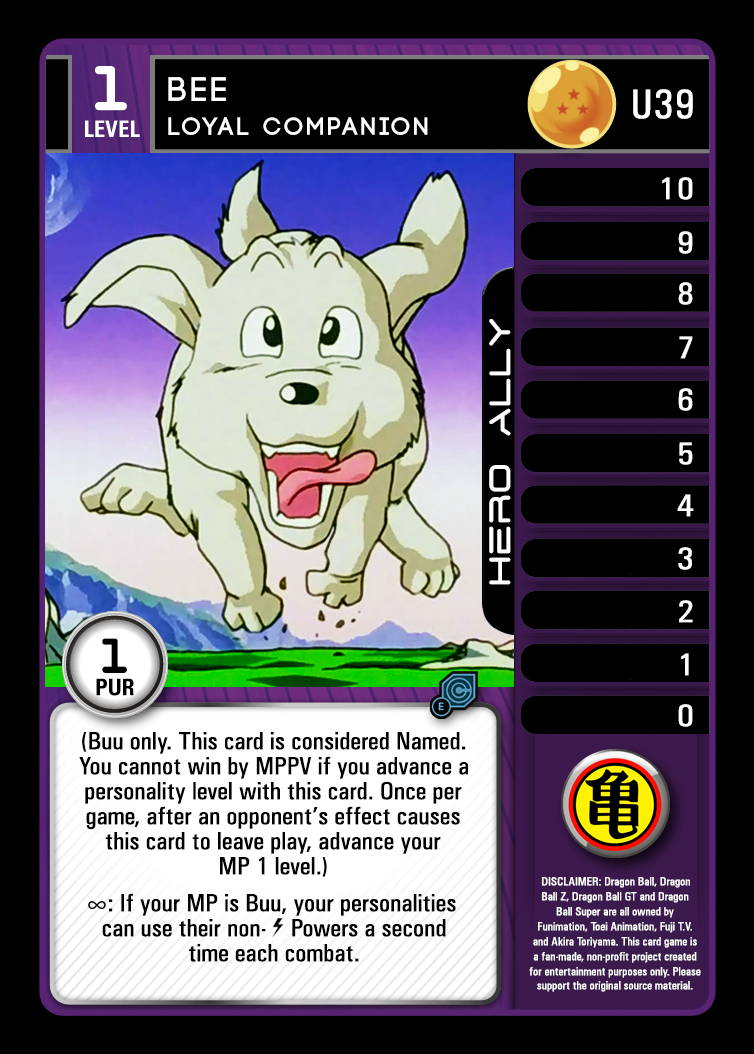 1
LEVEL
BEE
LOYAL COMPANION
U39
10
9
8
7
6
5
4
3
2
1
0
HERO ALLY
1
PUR
E
(Buu only. This card is considered Named.
You cannot win by MPPV if you advance a
personality level with this card. Once per
game, after an opponent's effect causes
this card to leave play, advance your
MP 1 level.)
∞: If your MP is Buu, your personalities
can use their non-⚡ Powers a second
time each combat.
亀
DISCLAIMER: Dragon Ball, Dragon
Ball Z, Dragon Ball GT and Dragon
Ball Super are all owned by
Funimation, Toei Animation, Fuji T.V.
and Akira Toriyama. This card game is
a fan-made, non-profit project created
for entertainment purposes only. Please
support the original source material.